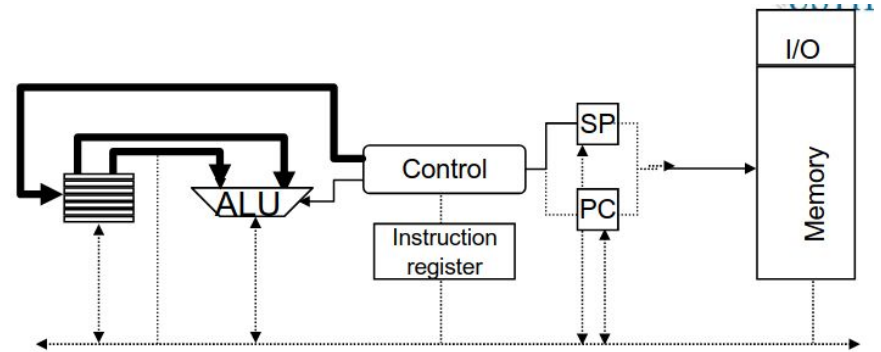 I/O
SP
Control
Memory
ALU
PC
Instruction
register